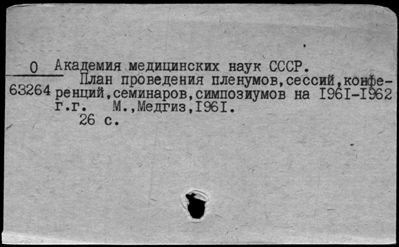 О Академия медицинских наук СССР.
План проведения пленумов,сессий,конфе-
63264 ренций,семинаров,симпозиумов на 1961-1962
г.г. М.,Медгиз,1961.
26 с.